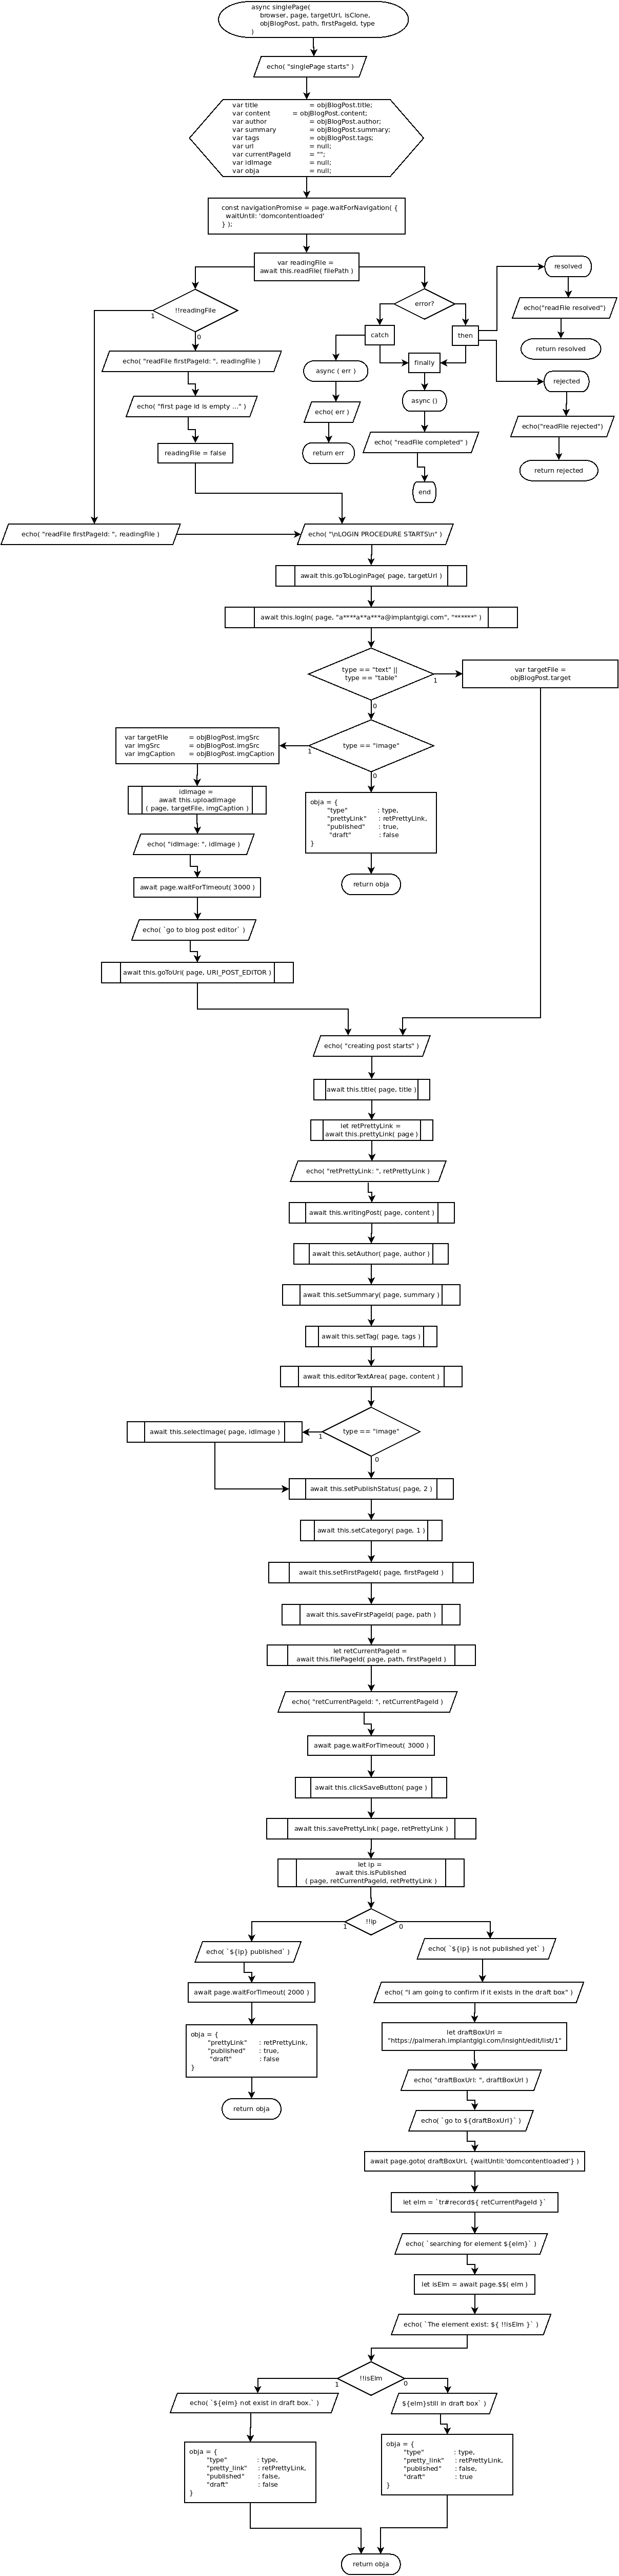 async singlePage(
browser, page, targetUrl, isClone,
objBlogPost, path, firstPageId, type
)
echo( "singlePage starts" )
var title = objBlogPost.title;
var content = objBlogPost.content;
var author = objBlogPost.author;
var summary = objBlogPost.summary;
var tags = objBlogPost.tags;
var url = null;
var currentPageId = "";
var idImage = null;
var obja = null;
const navigationPromise = page.waitForNavigation( {
waitUntil: 'domcontentloaded'
} );
var readingFile =
await this.readFile( filePath )
!!readingFile
1
0
echo( "readFile firstPageId: ", readingFile )
echo( "first page id is empty ..." )
readingFile = false
error?
catch
then
finally
async ( err )
echo( err )
return err
async ()
echo( "readFile completed" )
end
resolved
echo("readFile resolved")
return resolved
rejected
echo("readFile rejected")
return rejected
echo( "readFile firstPageId: ", readingFile )
echo( "\nLOGIN PROCEDURE STARTS\n" )
await this.goToLoginPage( page, targetUrl )
await this.logIn( page, "a****a**a***a@implantgigi.com", "******" )
type == "text" ||
type == "table"
1
0
var targetFile =
objBlogPost.target
type == "image"
1
0
var targetFile = objBlogPost.imgSrc
var imgSrc = objBlogPost.imgSrc
var imgCaption = objBlogPost.imgCaption
idImage =
await this.uploadImage
( page, targetFile, imgCaption )
echo( "idImage: ", idImage )
await page.waitForTimeout( 3000 )
echo( `go to blog post editor` )
await this.goToUri( page, URI_POST_EDITOR )
obja = {
"type" : type,
"prettyLink" : retPrettyLink,
"published" : true,
"draft" : false
}
return obja
echo( "creating post starts" )
await this.title( page, title )
let retPrettyLink =
await this.prettyLink( page )
echo( "retPrettyLink: ", retPrettyLink )
await this.writingPost( page, content )
await this.setAuthor( page, author )
await this.setSummary( page, summary )
await this.setTag( page, tags )
await this.editorTextArea( page, content )
type == "image"
1
0
await this.selectImage( page, idImage )
await this.setPublishStatus( page, 2 )
await this.setCategory( page, 1 )
await this.setFirstPageId( page, firstPageId )
await this.saveFirstPageId( page, path )
let retCurrentPageId =
await this.filePageId( page, path, firstPageId )
echo( "retCurrentPageId: ", retCurrentPageId )
await page.waitForTimeout( 3000 )
await this.clickSaveButton( page )
await this.savePrettyLink( page, retPrettyLink )
let ip =
await this.isPublished
( page, retCurrentPageId, retPrettyLink )
!!ip
1
0
echo( `${ip} published` )
await page.waitForTimeout( 2000 )
obja = {
"prettyLink" : retPrettyLink,
"published" : true,
"draft" : false
}
return obja
echo( `${ip} is not published yet` )
echo( "I am going to confirm if it exists in the draft box" )
let draftBoxUrl =
"https://palmerah.implantgigi.com/insight/edit/list/1"
echo( "draftBoxUrl: ", draftBoxUrl )
echo( `go to ${draftBoxUrl}` )
await page.goto( draftBoxUrl, {waitUntil:'domcontentloaded'} )
let elm = `tr#record${ retCurrentPageId }`
echo( `searching for element ${elm}` )
let isElm = await page.$$( elm )
echo( `The element exist: ${ !!isElm }` )
!!isElm
1
0
echo( `${elm} not exist in draft box.` )
obja = {
"type" : type,
"pretty_link" : retPrettyLink,
"published" : false,
"draft" : false
}
${elm}still in draft box` )
obja = {
"type" : type,
"pretty_link" : retPrettyLink,
"published" : false,
"draft" : true
}
return obja